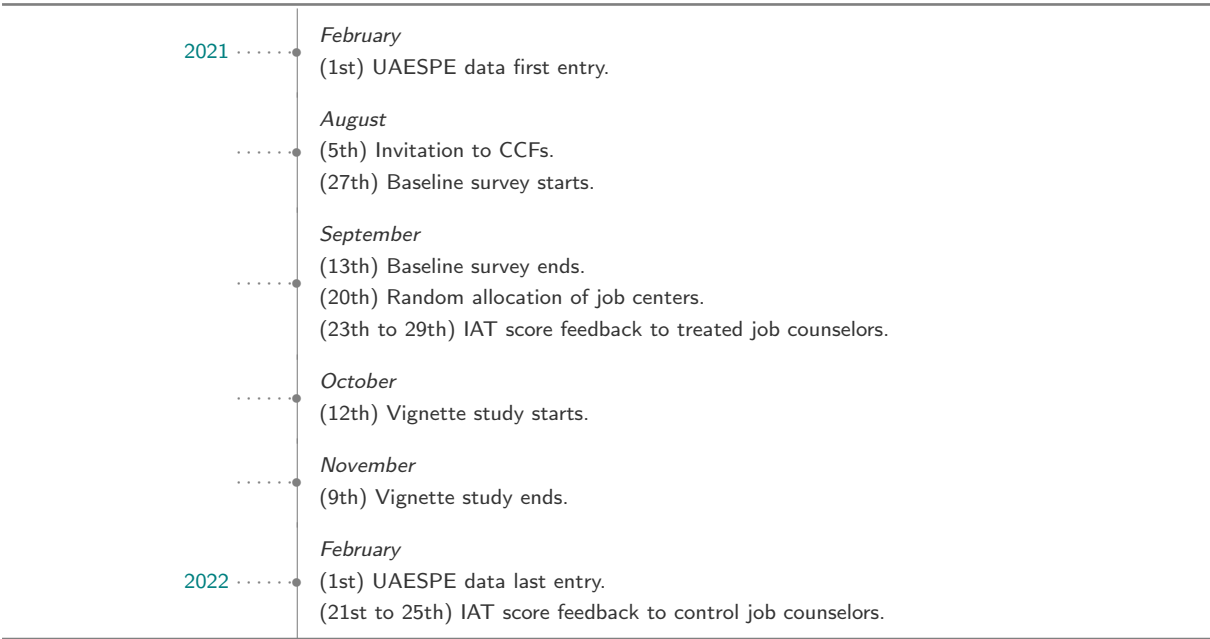 2021
February
(1st) UAESPE data first entry.
August
(5th) Invitation to CCFs.
(27th) Baseline survey starts.
September
(13th) Baseline survey ends.
(20th) Random allocation of job centers.
(23th to 29th) IAT score feedback to treated job counselors.
October
(12th) Vignette study starts.
November
(9th) Vignette study ends.
2022
February
(1st) UAESPE data last entry.
(21st to 25th) IAT score feedback to control job counselors.